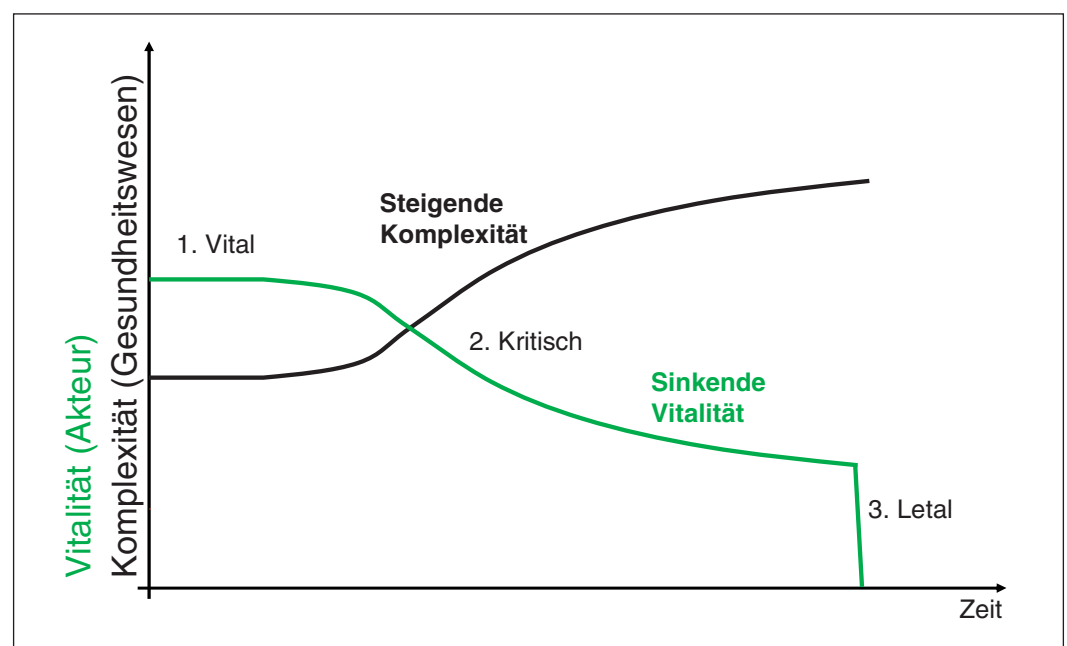 Vitalität (Akteur)
Komplexität (Gesundheitswesen)
1. Vital
Steigende
Komplexität
2. Kritisch
Sinkende
Vitalität
3. Letal
Zeit